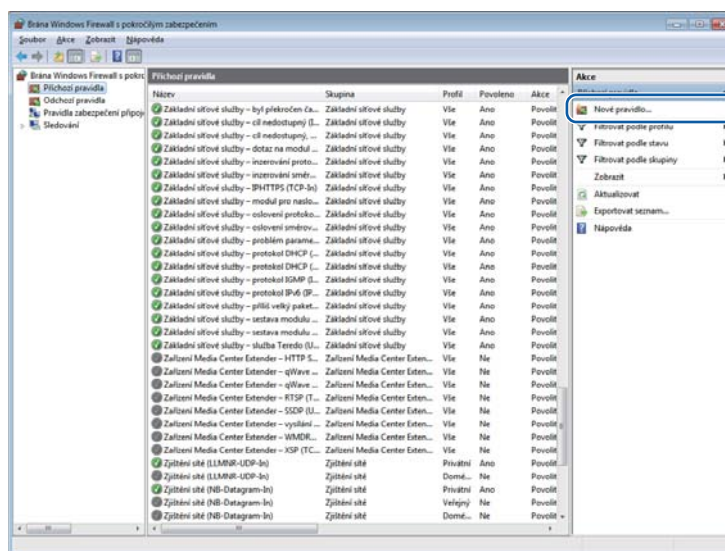 Brána Windows Firewall s pokročilým zabezpečením
Soubor Akce Zobrazit Nápověda
Brána Windows Firewall s pokro
Příchozí pravidla
Odchozí pravidla
Pravidla zabezpečení připoje
Sledování
Příchozí pravidla
Název Skupina Profil Povoleno Akce
Základní síťové služby – byl překročen ča... Základní síťové služby Vše Ano Povolit
Základní síťové služby – cíl nedostupný (I... Základní síťové služby Vše Ano Povolit
Základní síťové služby – cíl nedostupný, ... Základní síťové služby Vše Ano Povolit
Základní síťové služby – dotaz na modul ... Základní síťové služby Vše Ano Povolit
Základní síťové služby – inzerování proto... Základní síťové služby Vše Ano Povolit
Základní síťové služby – inzerování směr... Základní síťové služby Vše Ano Povolit
Základní síťové služby – IPHTTPS (TCP-In) Základní síťové služby Vše Ano Povolit
Základní síťové služby – modul pro naslo... Základní síťové služby Vše Ano Povolit
Základní síťové služby – oslovení protoko... Základní síťové služby Vše Ano Povolit
Základní síťové služby – oslovení směrov... Základní síťové služby Vše Ano Povolit
Základní síťové služby – problém parame... Základní síťové služby Vše Ano Povolit
Základní síťové služby – protokol DHCP (... Základní síťové služby Vše Ano Povolit
Základní síťové služby – protokol DHCP (... Základní síťové služby Vše Ano Povolit
Základní síťové služby – protokol IGMP (I... Základní síťové služby Vše Ano Povolit
Základní síťové služby – protokol IPv6 (IP... Základní síťové služby Vše Ano Povolit
Základní síťové služby – příliš velký paket... Základní síťové služby Vše Ano Povolit
Základní síťové služby – sestava modulu ... Základní síťové služby Vše Ano Povolit
Základní síťové služby – sestava modulu ... Základní síťové služby Vše Ano Povolit
Základní síťové služby – služba Teredo (U... Základní síťové služby Vše Ano Povolit
Zařízení Media Center Extender – HTTP S... Zařízení Media Center Exten... Vše Ne Povolit
Zařízení Media Center Extender – qWave ... Zařízení Media Center Exten... Vše Ne Povolit
Zařízení Media Center Extender – qWave ... Zařízení Media Center Exten... Vše Ne Povolit
Zařízení Media Center Extender – RTSP (T... Zařízení Media Center Exten... Vše Ne Povolit
Zařízení Media Center Extender – SSDP (U... Zařízení Media Center Exten... Vše Ne Povolit
Zařízení Media Center Extender – vysílání ... Zařízení Media Center Exten... Vše Ne Povolit
Zařízení Media Center Extender – WMDR... Zařízení Media Center Exten... Vše Ne Povolit
Zařízení Media Center Extender – XSP (TC... Zařízení Media Center Exten... Vše Ne Povolit
Zjištění sítě (LLMNR-UDP-In) Zjištění sítě Privátní Ano Povolit
Zjištění sítě (LLMNR-UDP-In) Zjištění sítě Domé... Ne Povolit
Zjištění sítě (NB-Datagram-In) Zjištění sítě Privátní Ano Povolit
Zjištění sítě (NB-Datagram-In) Zjištění sítě Veřejný Ne Povolit
Zjištění sítě (NB-Datagram-In) Zjištění sítě Domé... Ne Povolit
Akce
Příchozí pravidla
Nové pravidlo...
Filtrovat podle profilu
Filtrovat podle stavu
Filtrovat podle skupiny
Zobrazit
Aktualizovat
Exportovat seznam...
Nápověda